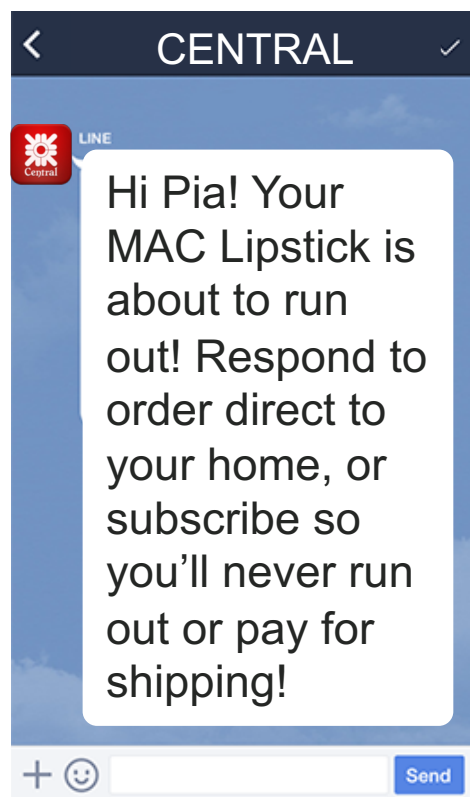 CENTRAL
LINE
Central
Hi Pia! Your
MAC Lipstick is
about to run
out! Respond to
order direct to
your home, or
subscribe so
you’ll never run
out or pay for
shipping!
Send